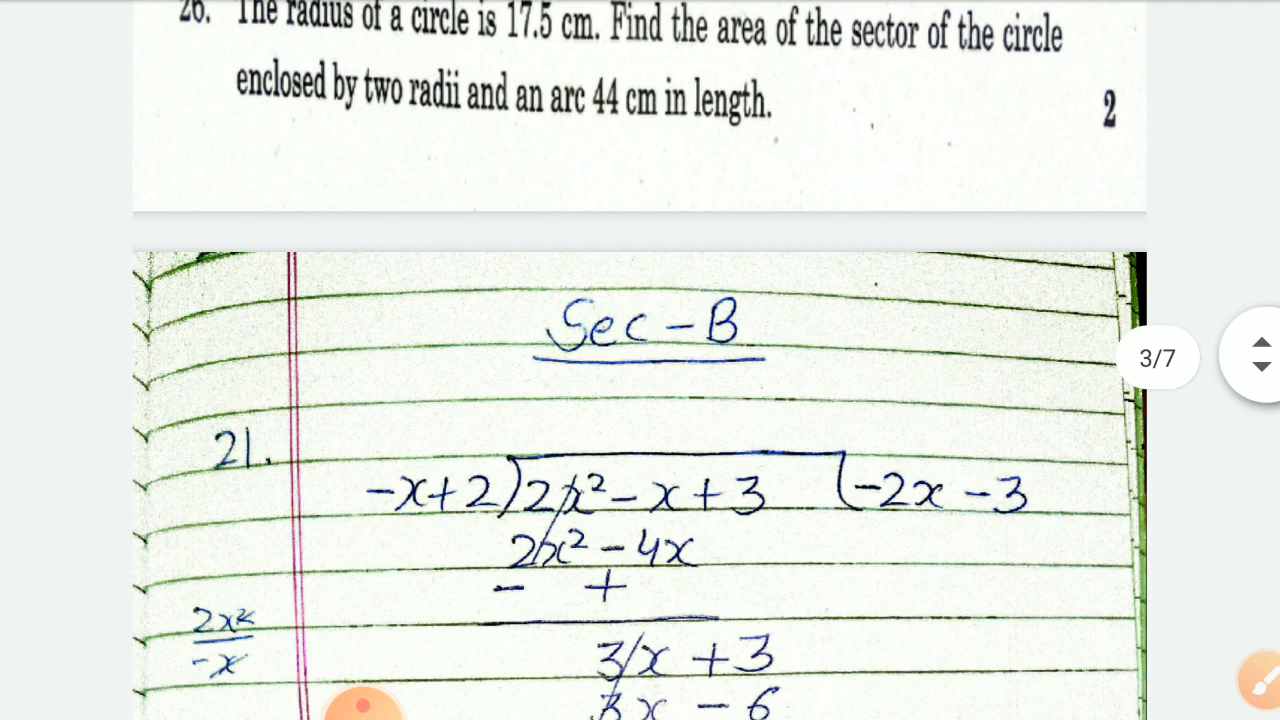 26. The radius of a circle is 17.5 cm. Find the area of the sector of the circle
enclosed by two radii and an arc 44 cm in length.
2
Sec - B
3/7
21.
-x+2)2x²-x+3(-2x-3
2x²-4x
- +
2x²
-x
3x+3
3x-6